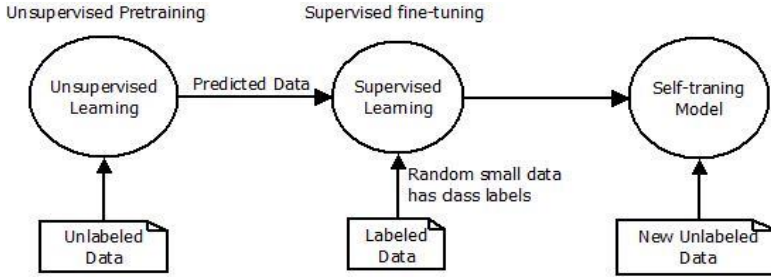 Unsupervised Pretraining
Supervised fine-tuning
Unsupervised
Learning
Predicted Data
Supervised
Learning
Self-traning
Model
Random small data
has class labels
Unlabeled
Data
Labeled
Data
New Unlabeled
Data